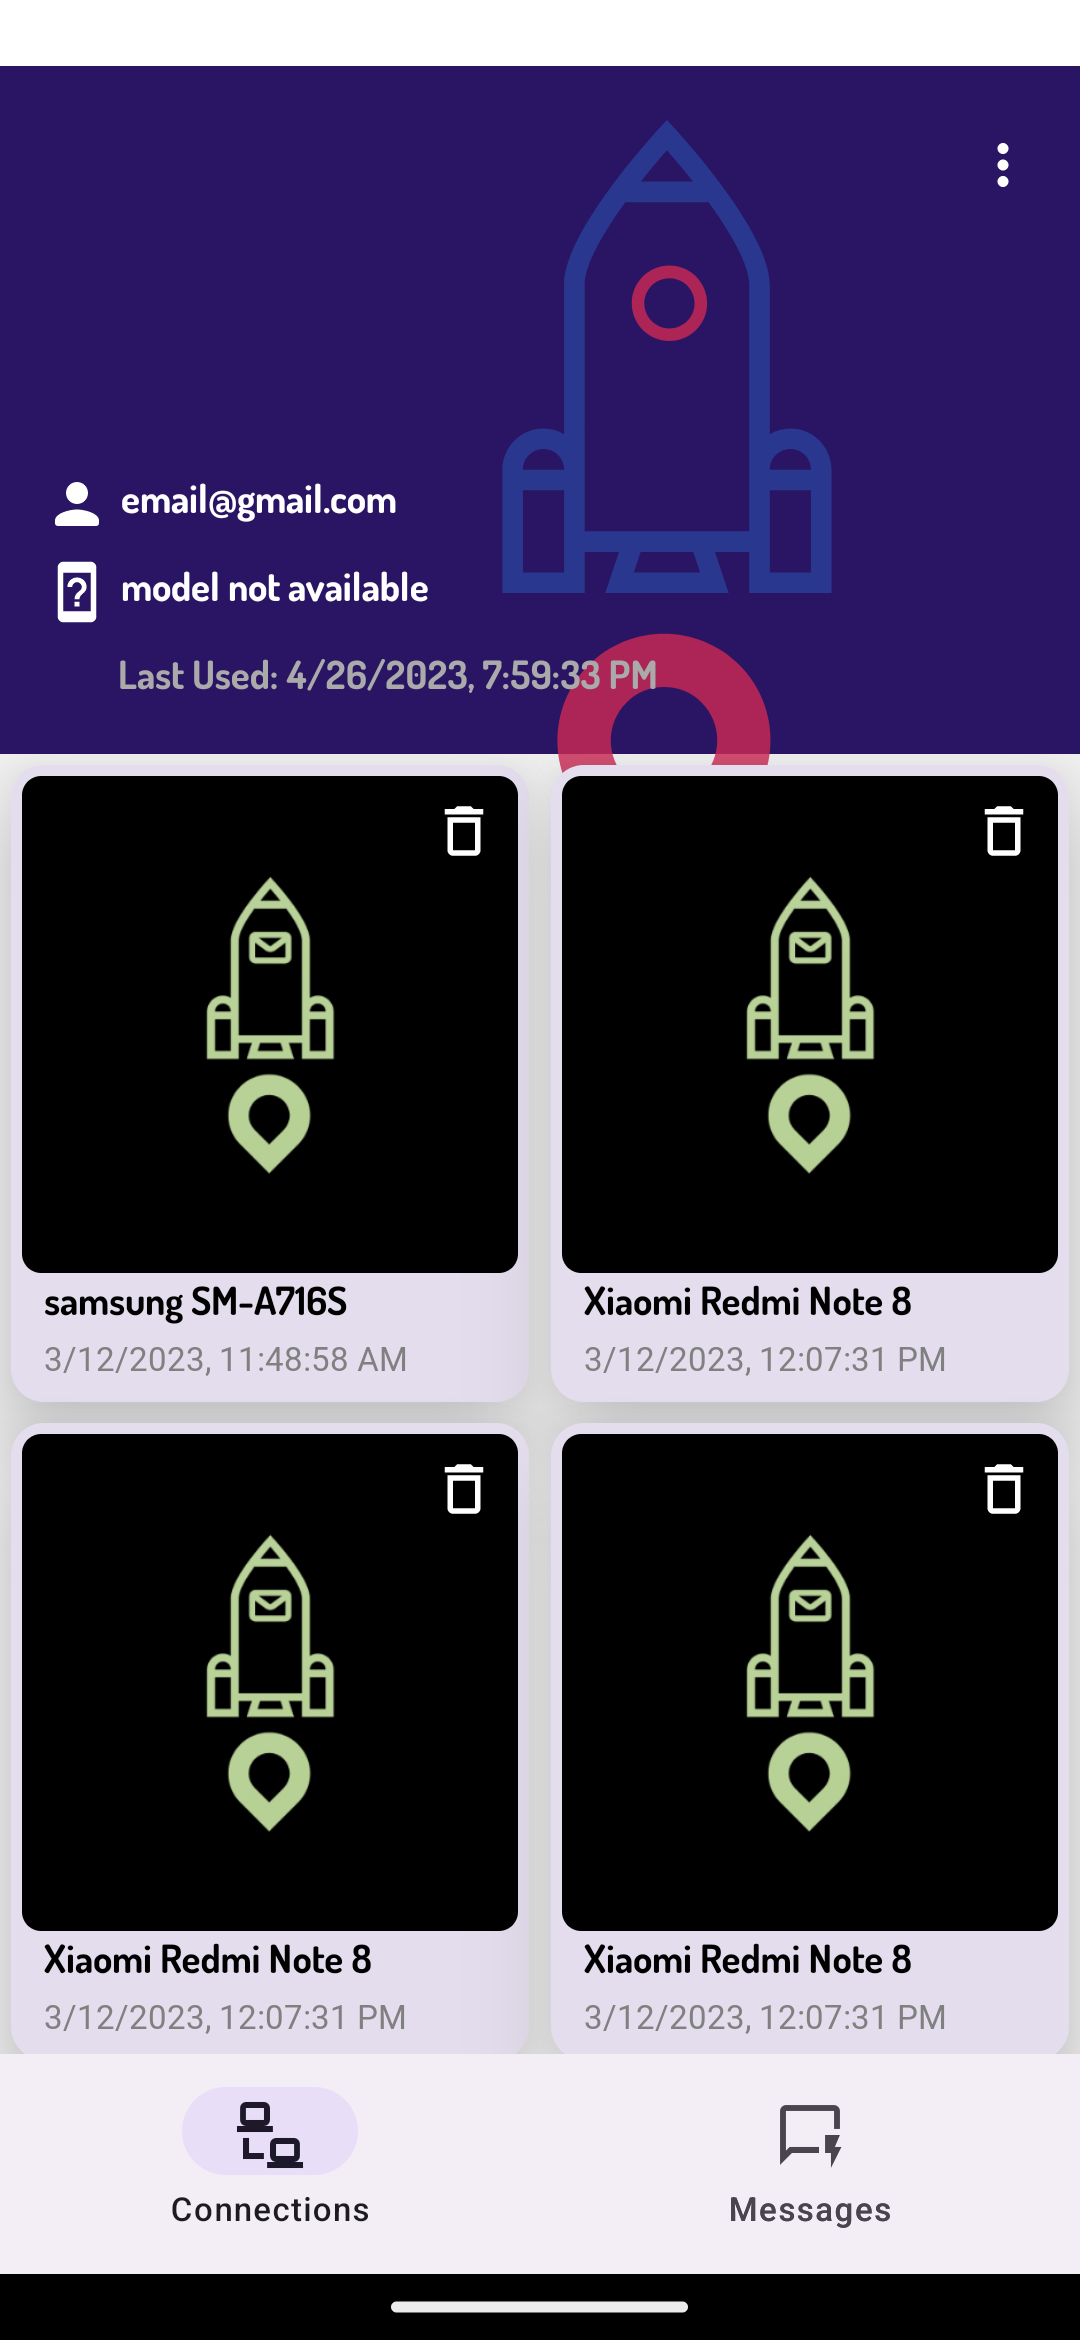 email@gmail.com
model not available
Last Used: 4/26/2023, 7:59:33 PM
samsung SM-A716S
3/12/2023, 11:48:58 AM
Xiaomi Redmi Note 8
3/12/2023, 12:07:31 PM
Xiaomi Redmi Note 8
3/12/2023, 12:07:31 PM
Xiaomi Redmi Note 8
3/12/2023, 12:07:31 PM
Connections
Messages